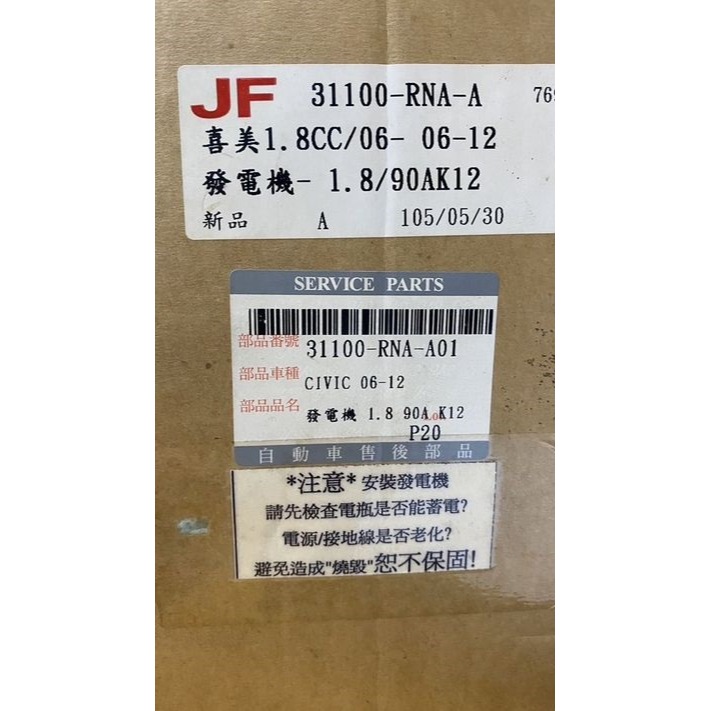 JF 31100-RNA-A 769
喜美1.8CC/06- 06-12
發電機- 1.8/90AK12
新品 A 105/05/30
SERVICE PARTS
部品番號 31100-RNA-A01
部品車種 CIVIC 06-12
部品品名 發電機 1.8 90A K12
P20
自動車售後部品
*注意* 安裝發電機
請先檢查電瓶是否能蓄電?
電源/接地線是否老化?
避免造成"燒毀"恕不保固!